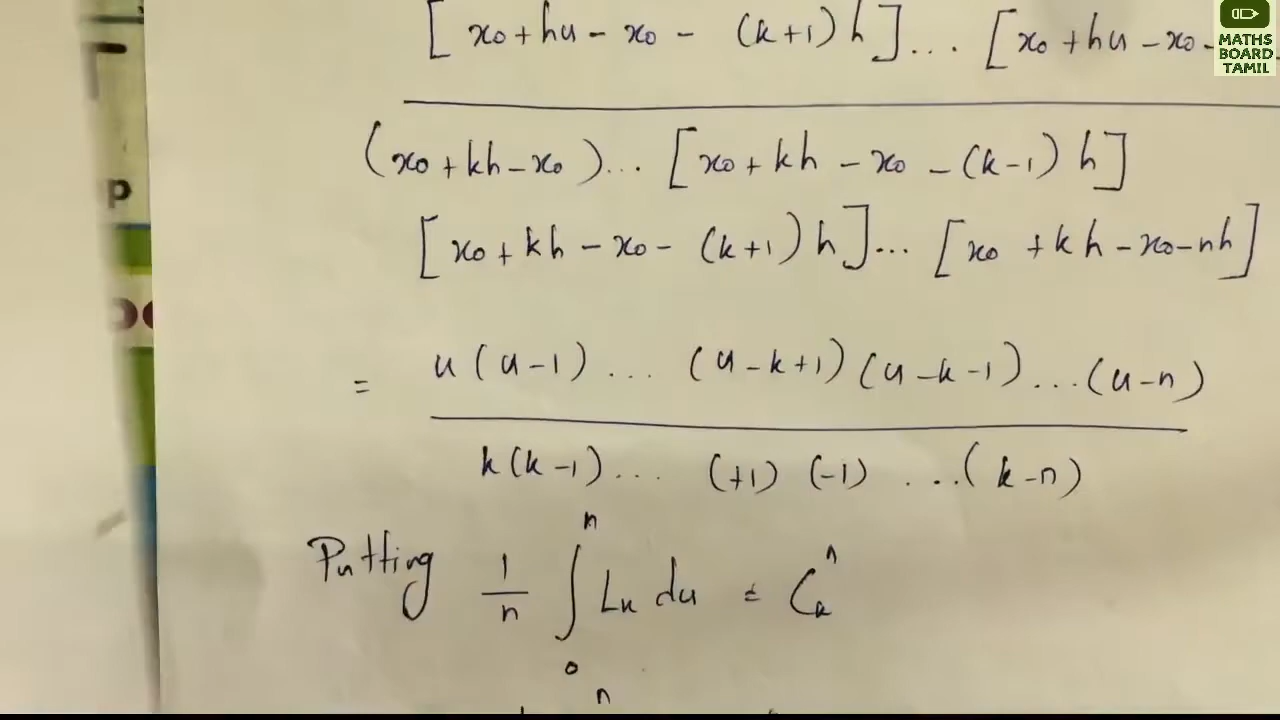 [x₀ + hu - x₀ - (k+1) h] ... [x₀ + hu - x₀ -
MATHS
BOARD
TAMIL
(x₀ + kh - x₀) ... [x₀ + kh - x₀ - (k-1) h]
p
[x₀ + kh - x₀ - (k+1) h] ... [x₀ + kh - x₀ - nh]
u(u-1) ... (u-k+1) (u-k-1) ... (u-n)
=
k(k-1) ... (+1) (-1) ... (k-n)
Putting 1/n ∫₀ⁿ Lₖ du = Cₖⁿ
n